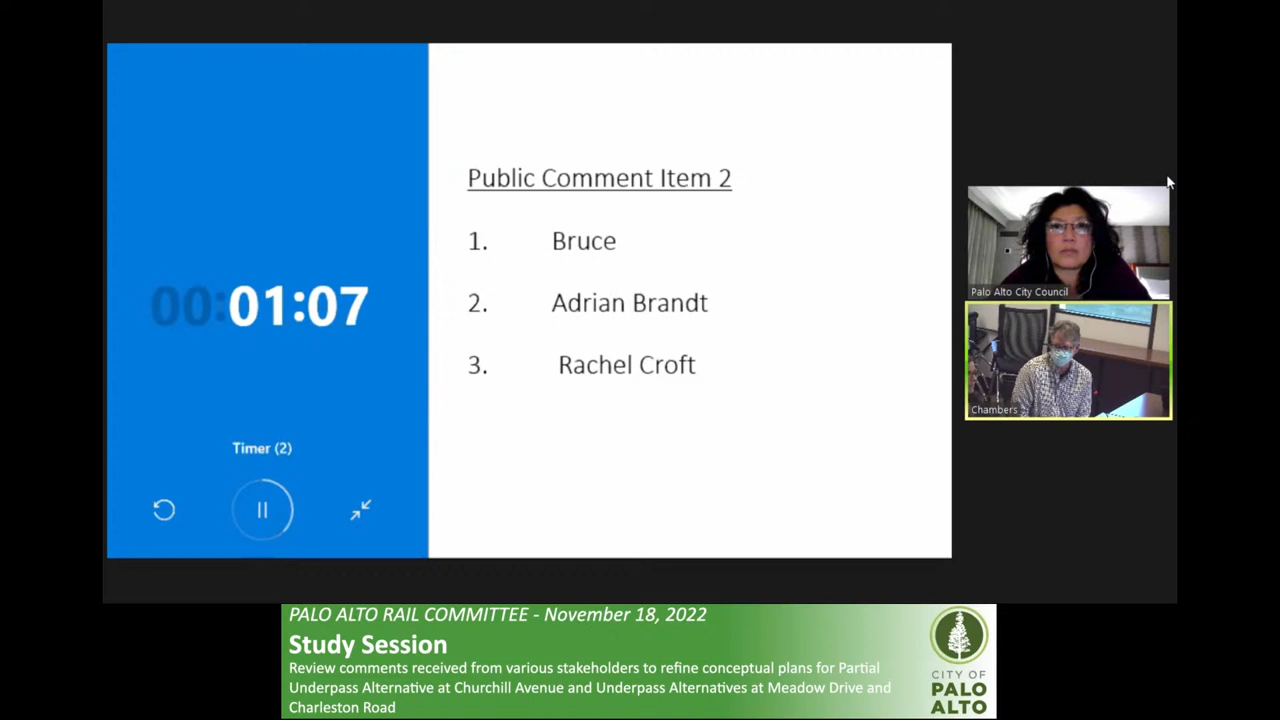 Public Comment Item 2
1. Bruce
2. Adrian Brandt
3. Rachel Croft
00:01:07
Timer (2)
Palo Alto City Council
Chambers
PALO ALTO RAIL COMMITTEE - November 18, 2022
Study Session
Review comments received from various stakeholders to refine conceptual plans for Partial
Underpass Alternative at Churchill Avenue and Underpass Alternatives at Meadow Drive and
Charleston Road
CITY OF
PALO
ALTO